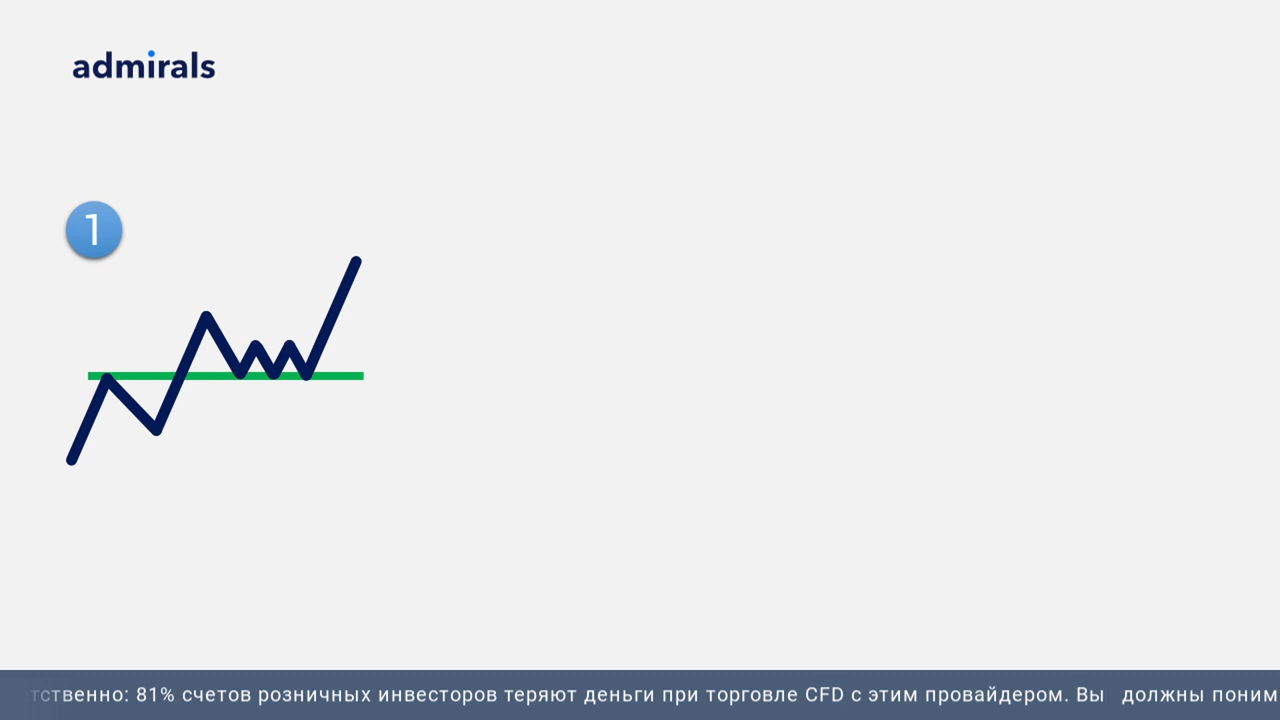 admirals
1
тственно: 81% счетов розничных инвесторов теряют деньги при торговле CFD с этим провайдером. Вы должны поним